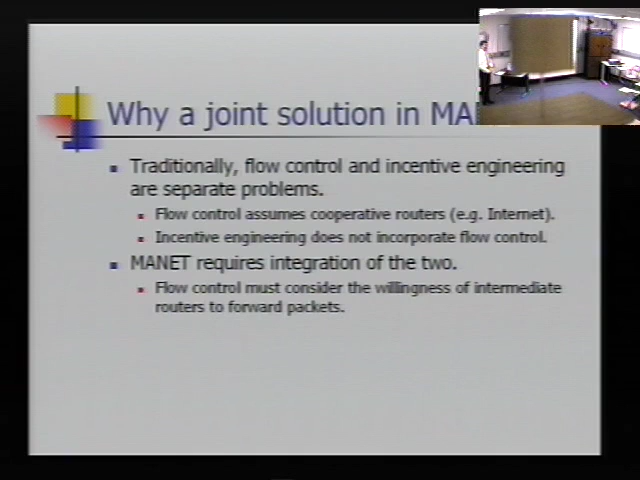 Why a joint solution in MA
Traditionally, flow control and incentive engineering
are separate problems.
Flow control assumes cooperative routers (e.g. Internet).
Incentive engineering does not incorporate flow control.
MANET requires integration of the two.
Flow control must consider the willingness of intermediate
routers to forward packets.